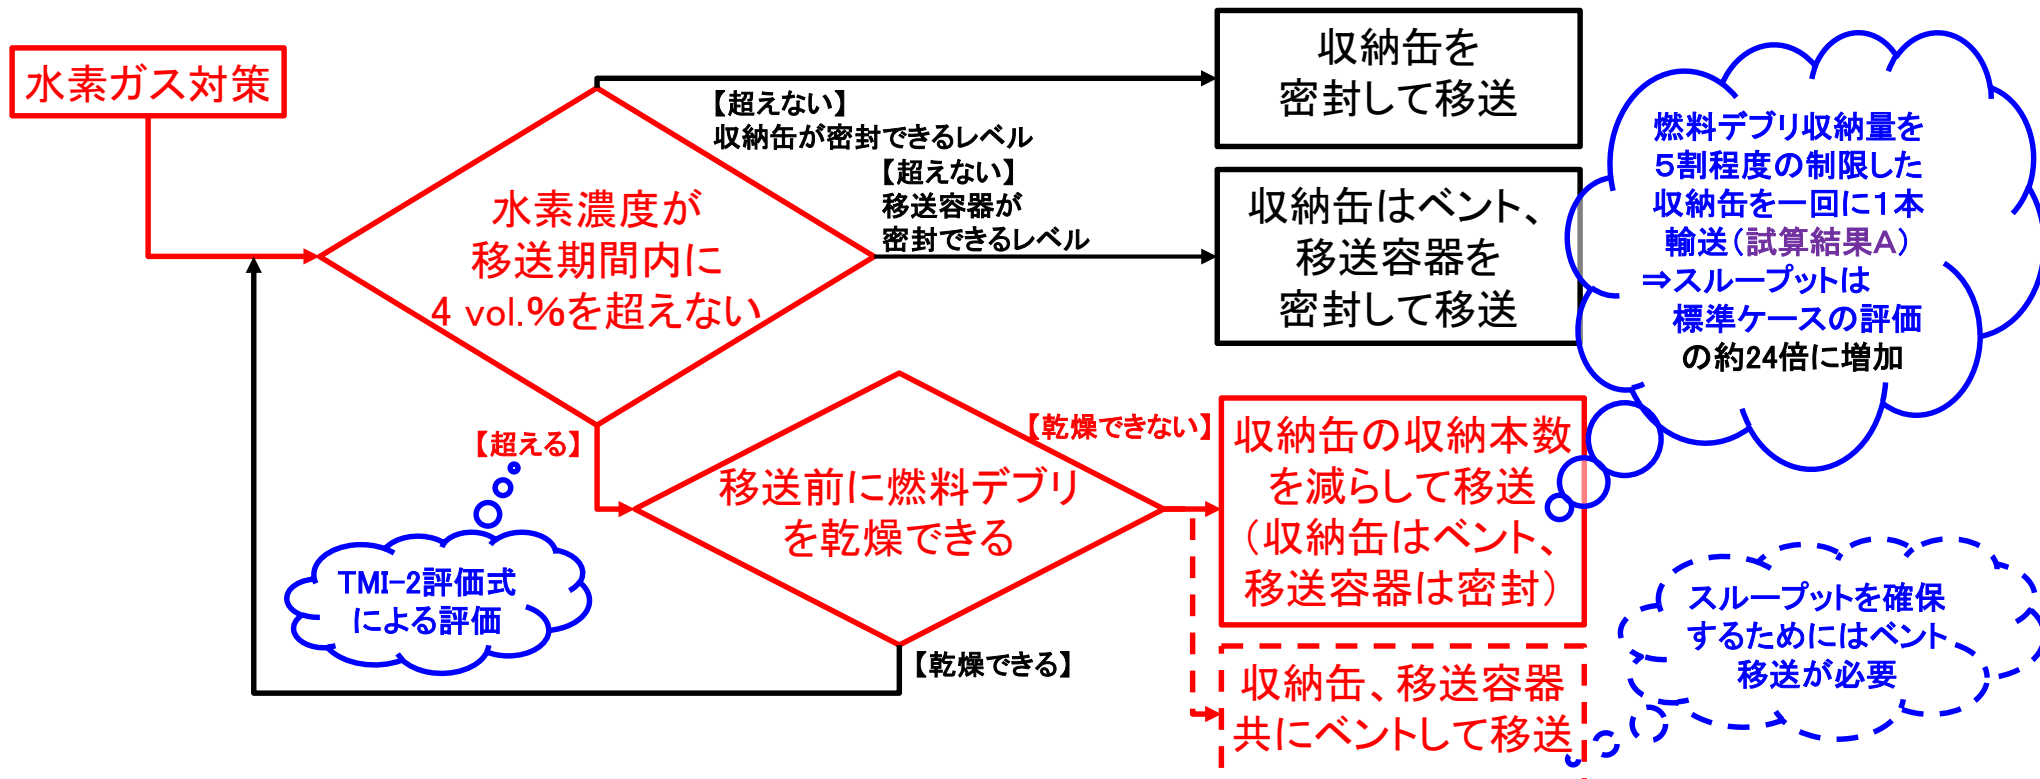 水素ガス対策
水素濃度が
移送期間内に
4 vol.%を超えない
【超えない】
収納缶が密封できるレベル
【超えない】
移送容器が
密封できるレベル
収納缶を
密封して移送
収納缶はベント、
移送容器を
密封して移送
燃料デブリ収納量を
5割程度の制限した
収納缶を一回に1本
輸送(試算結果A)
⇒スループットは
標準ケースの評価
の約24倍に増加
【超える】
TMI-2評価式
による評価
移送前に燃料デブリ
を乾燥できる
【乾燥できない】
【乾燥できる】
収納缶の収納本数
を減らして移送
(収納缶はベント、
移送容器は密封)
収納缶、移送容器
共にベントして移送
スループットを確保
するためにはベント
移送が必要